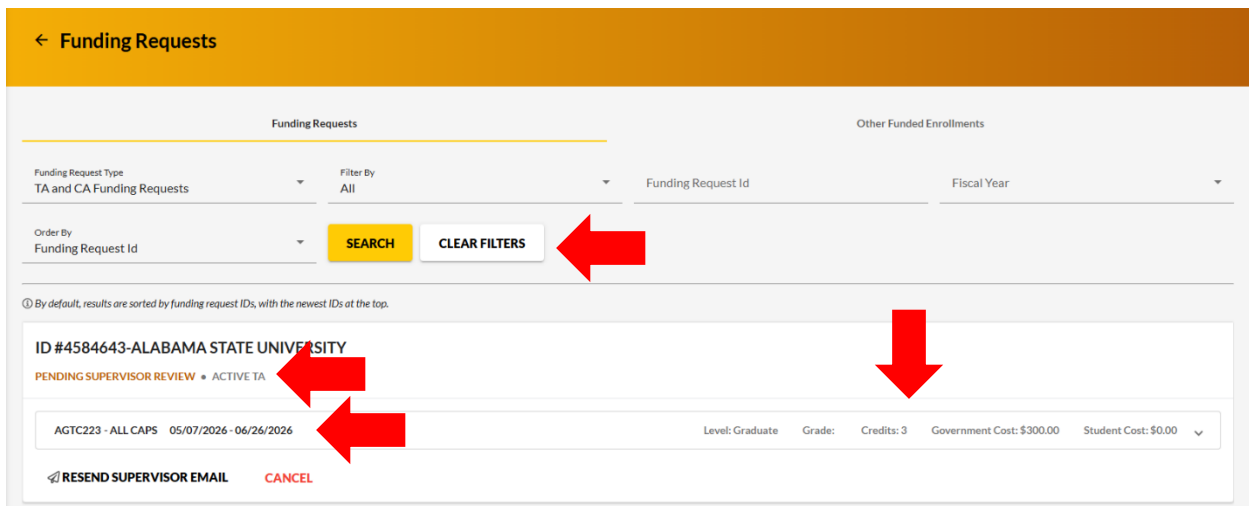 ← Funding Requests
Funding Requests
Other Funded Enrollments
Funding Request Type
TA and CA Funding Requests
Filter By
All
Funding Request Id
Fiscal Year
Order By
Funding Request Id
SEARCH
CLEAR FILTERS
By default, results are sorted by funding request IDs, with the newest IDs at the top.
ID #4584643-ALABAMA STATE UNIVERSITY
PENDING SUPERVISOR REVIEW • ACTIVE TA
AGTC223 - ALL CAPS 05/07/2026 - 06/26/2026 Level: Graduate Grade: Credits: 3 Government Cost: $300.00 Student Cost: $0.00
RESEND SUPERVISOR EMAIL CANCEL